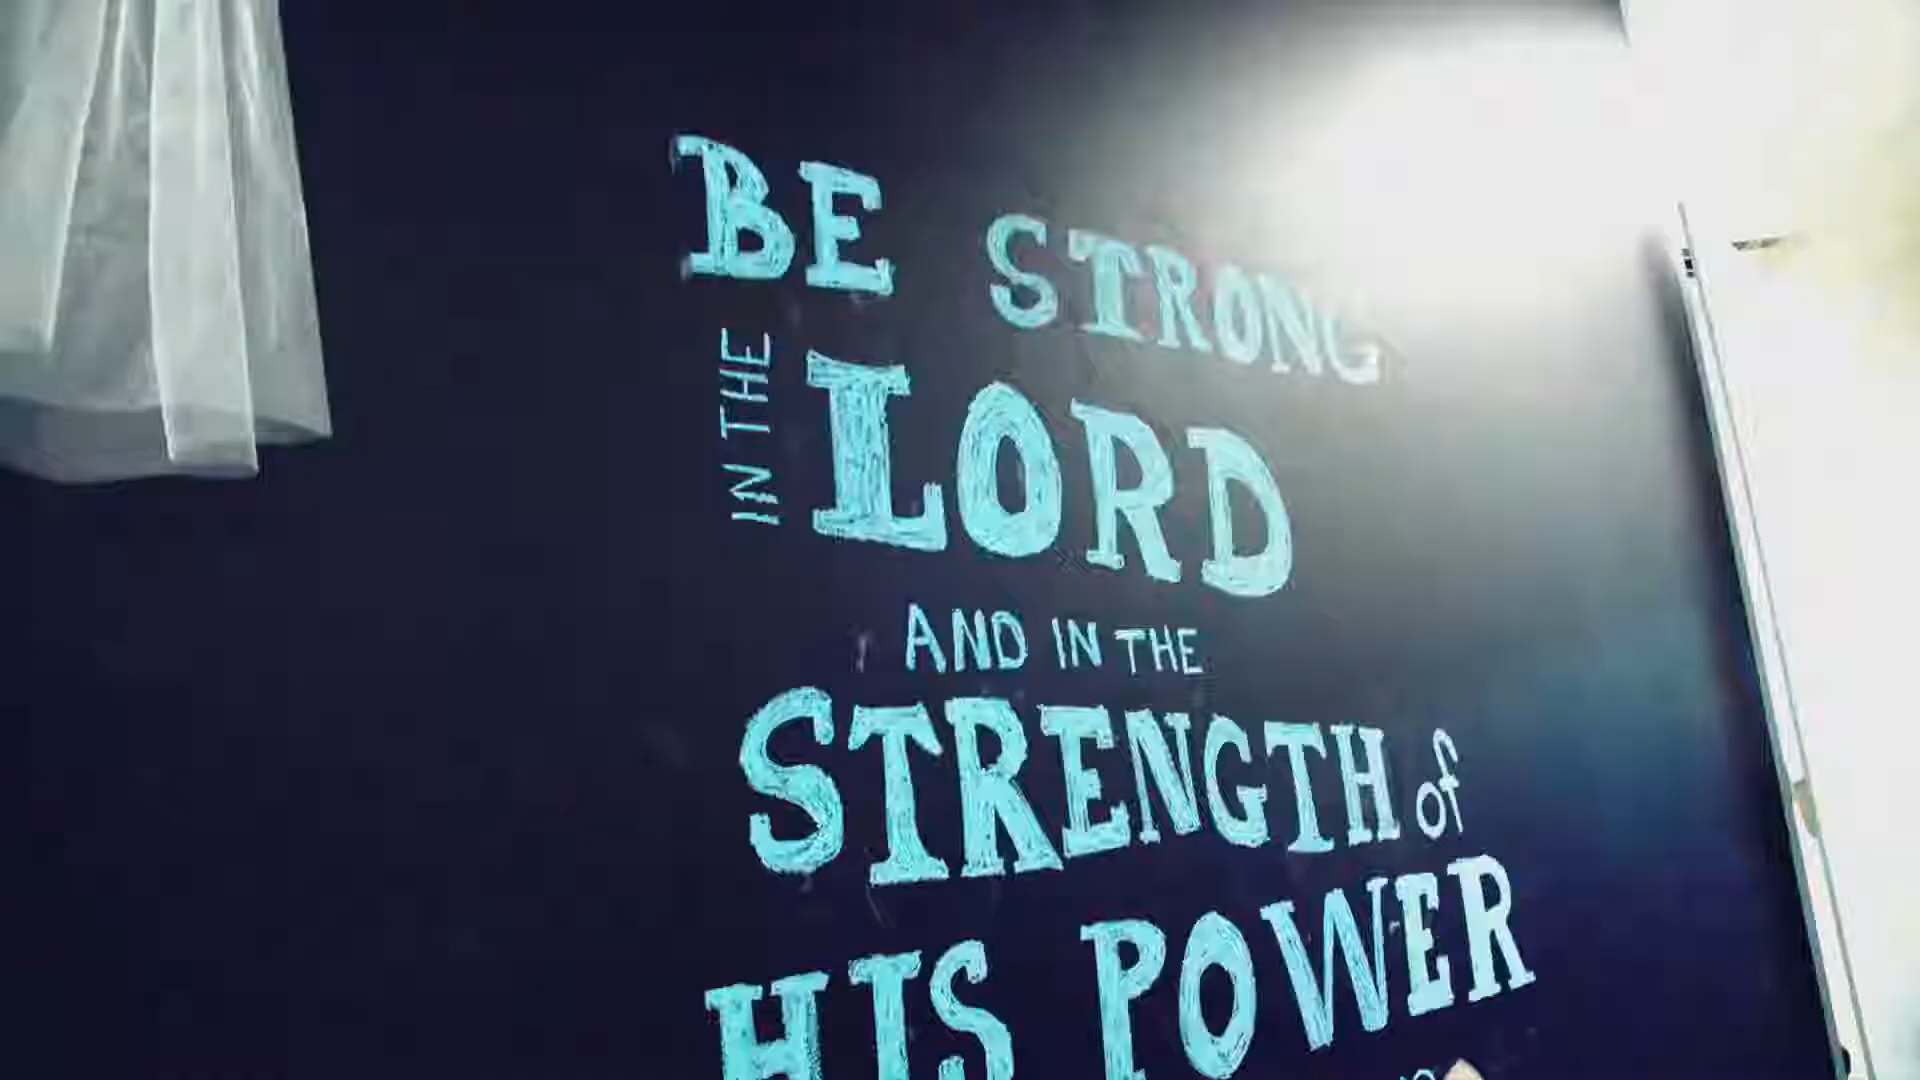 BE STRONG
IN THE
LORD
AND IN THE
STRENGTH of
HIS POWER